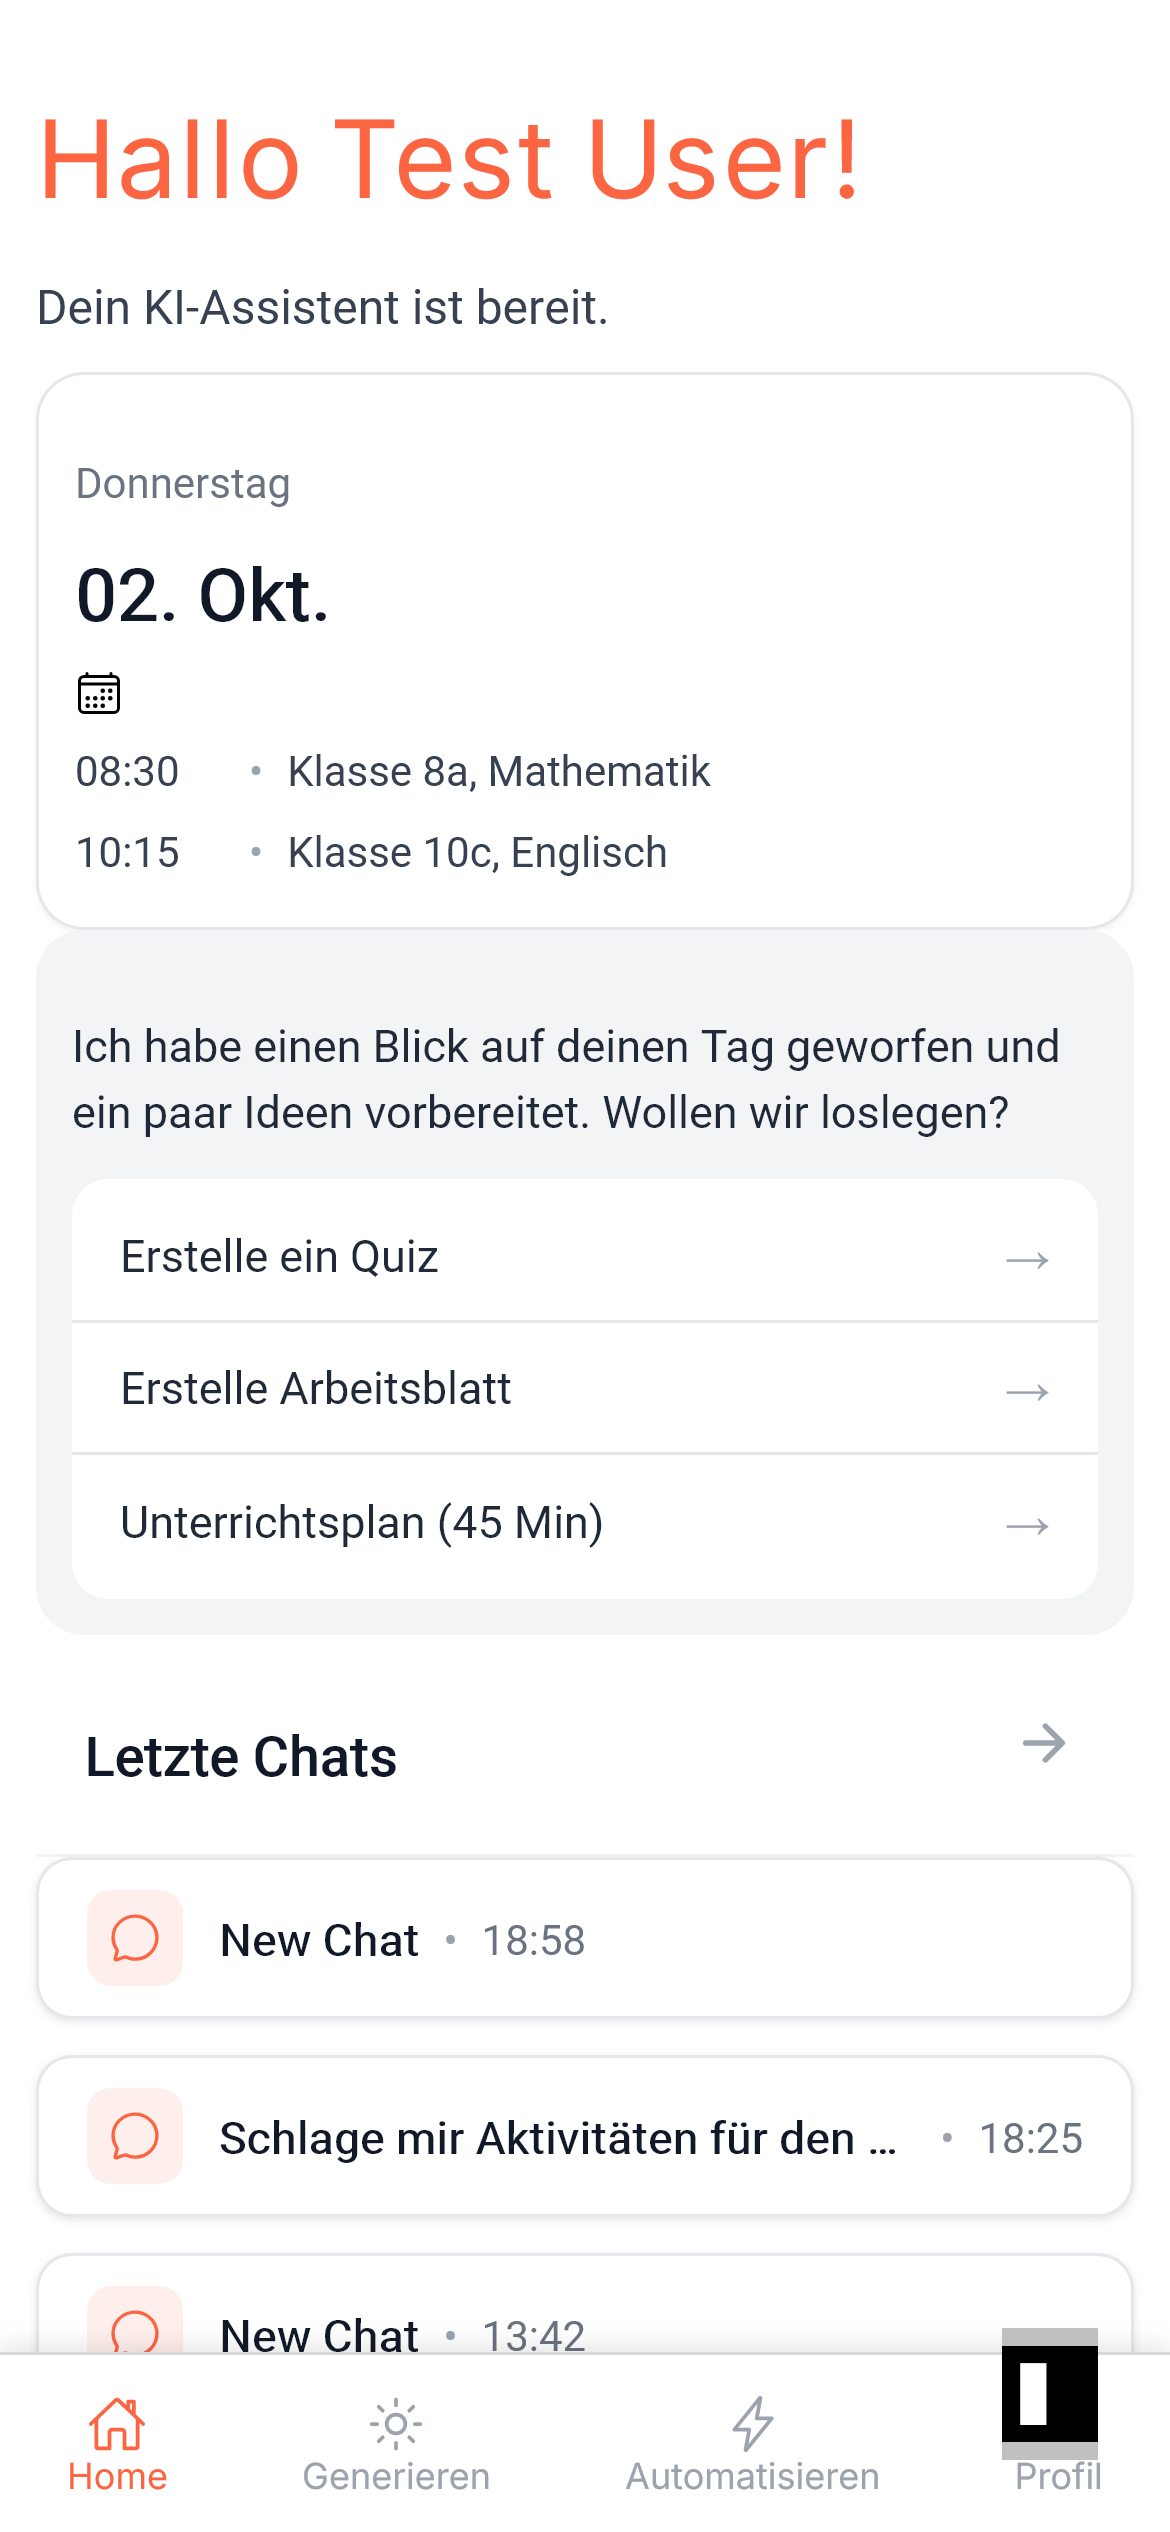 Hallo Test User!
Dein KI-Assistent ist bereit.
Donnerstag
02. Okt.
08:30 • Klasse 8a, Mathematik
10:15 • Klasse 10c, Englisch
Ich habe einen Blick auf deinen Tag geworfen und
ein paar Ideen vorbereitet. Wollen wir loslegen?
Erstelle ein Quiz →
Erstelle Arbeitsblatt →
Unterrichtsplan (45 Min) →
Letzte Chats
New Chat • 18:58
Schlage mir Aktivitäten für den ... • 18:25
New Chat • 13:42
Home Generieren Automatisieren Profil